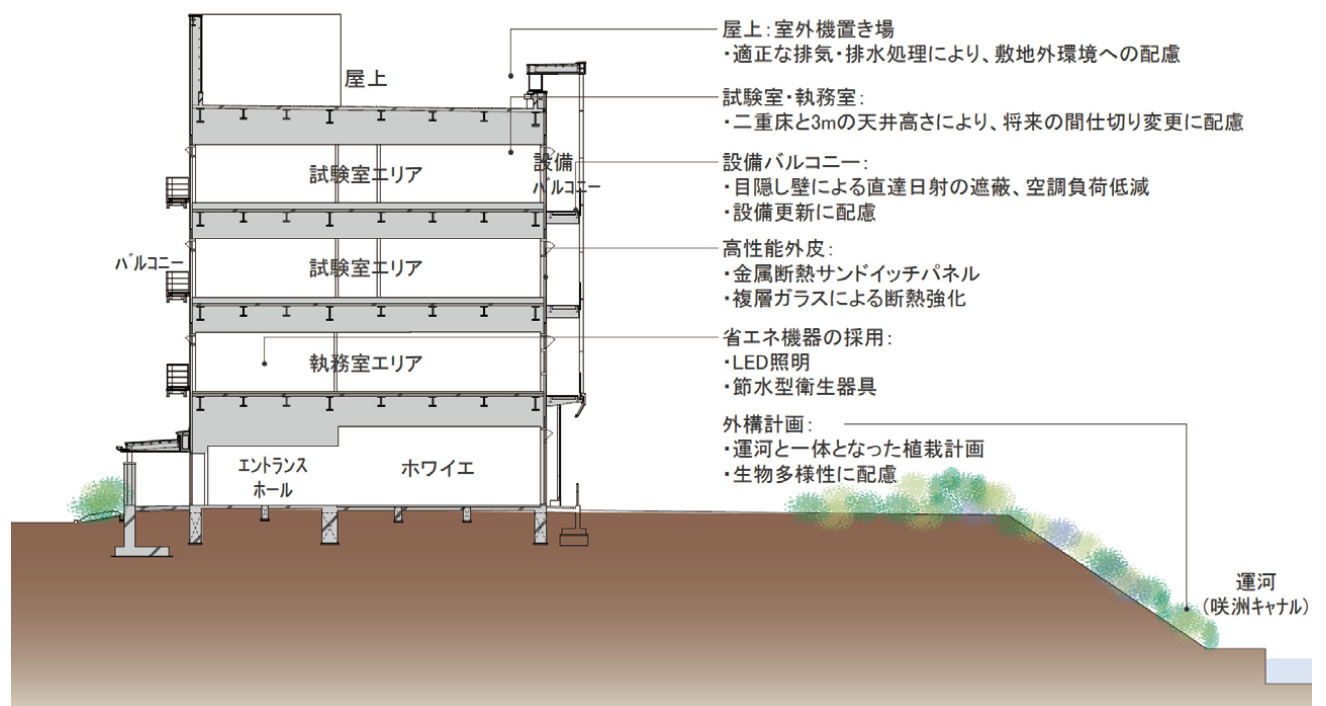 屋上
試験室エリア
設備
バルコニー
バルコニー
試験室エリア
執務室エリア
エントランス
ホール
ホワイエ
屋上：室外機置き場
・適正な排気・排水処理により、敷地外環境への配慮
試験室・執務室：
・二重床と3mの天井高さにより、将来の間仕切り変更に配慮
設備バルコニー：
・目隠し壁による直達日射の遮蔽、空調負荷低減
・設備更新に配慮
高性能外皮：
・金属断熱サンドイッチパネル
・複層ガラスによる断熱強化
省エネ機器の採用：
・LED照明
・節水型衛生器具
外構計画：
・運河と一体となった植栽計画
・生物多様性に配慮
運河
（咲洲キャナル）